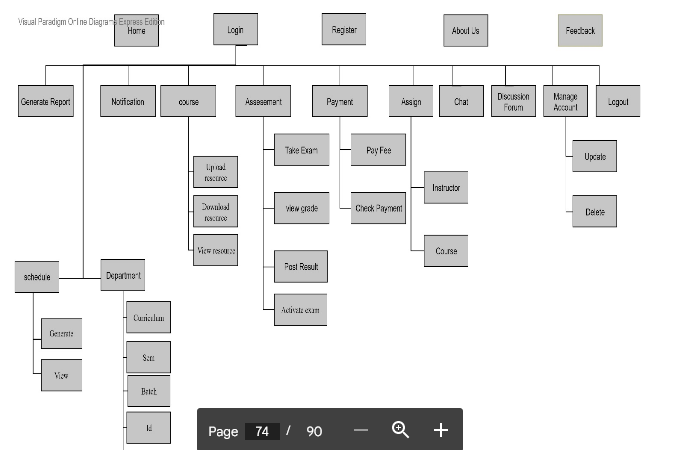 Visual Paradigm Online Diagrams Express Edition
Home
Login
Register
About Us
Feedback
Generate Report
Notification
course
Assesement
Payment
Assign
Chat
Discussion
Forum
Manage
Account
Logout
Take Exam
Pay Fee
Update
Upload
resource
Instructor
Download
resource
view grade
Check Payment
Delete
View resource
Course
schedule
Department
Post Result
Activate exam
Curriculum
Generate
Sem
View
Batch
Id
Page 74 / 90